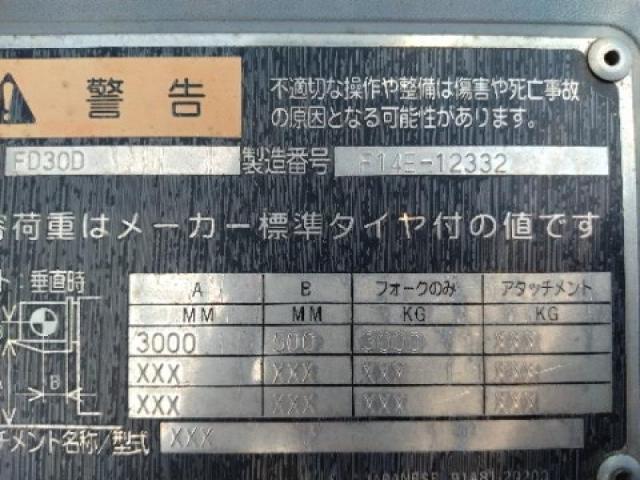 警告
不適切な操作や整備は傷害や死亡事故
の原因となる可能性があります。
FD30D 製造番号 F14E-12332
容荷重はメーカー標準タイヤ付の値です
ト:垂直時
A B フォークのみ アタッチメント
MM MM KG KG
3000 500 3000 XXX
XXX XXX XXX XXX
XXX XXX XXX XXX
B
チメント名称/型式 XXX
JAPANESE 91A81-20200